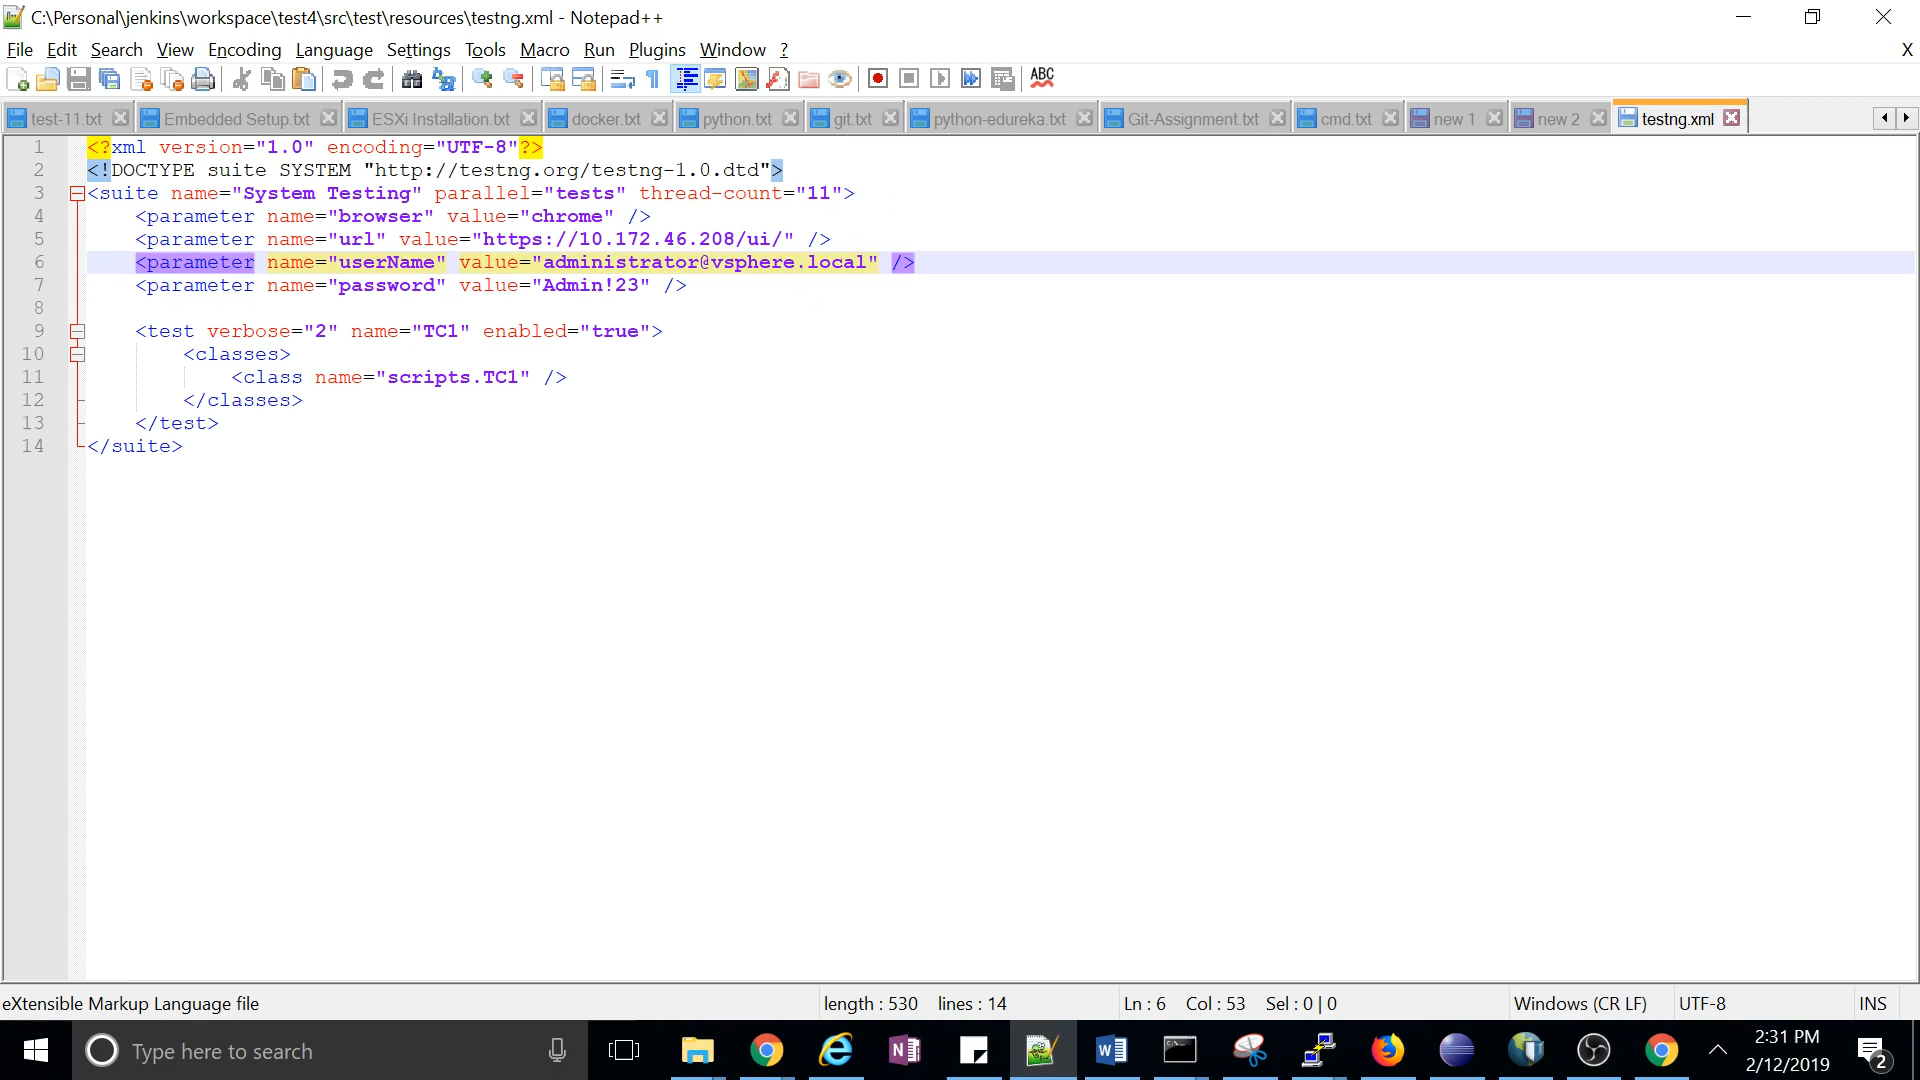 C:\Personal\jenkins\workspace\test4\src\test\resources\testng.xml - Notepad++
File Edit Search View Encoding Language Settings Tools Macro Run Plugins Window ? X
ABC
test-11.txt Embedded Setup.txt ESXi Installation.txt docker.txt python.txt git.txt python-edureka.txt Git-Assignment.txt cmd.txt new 1 new 2 testng.xml
1 <?xml version="1.0" encoding="UTF-8"?>
2 <!DOCTYPE suite SYSTEM "http://testng.org/testng-1.0.dtd">
3 <suite name="System Testing" parallel="tests" thread-count="11">
4 <parameter name="browser" value="chrome" />
5 <parameter name="url" value="https://10.172.46.208/ui/" />
6 <parameter name="userName" value="administrator@vsphere.local" />
7 <parameter name="password" value="Admin!23" />
8
9 <test verbose="2" name="TC1" enabled="true">
10 <classes>
11 <class name="scripts.TC1" />
12 </classes>
13 </test>
14 </suite>
eXtensible Markup Language file length : 530 lines : 14 Ln : 6 Col : 53 Sel : 0 | 0 Windows (CR LF) UTF-8 INS
Type here to search
2:31 PM
2/12/2019
2